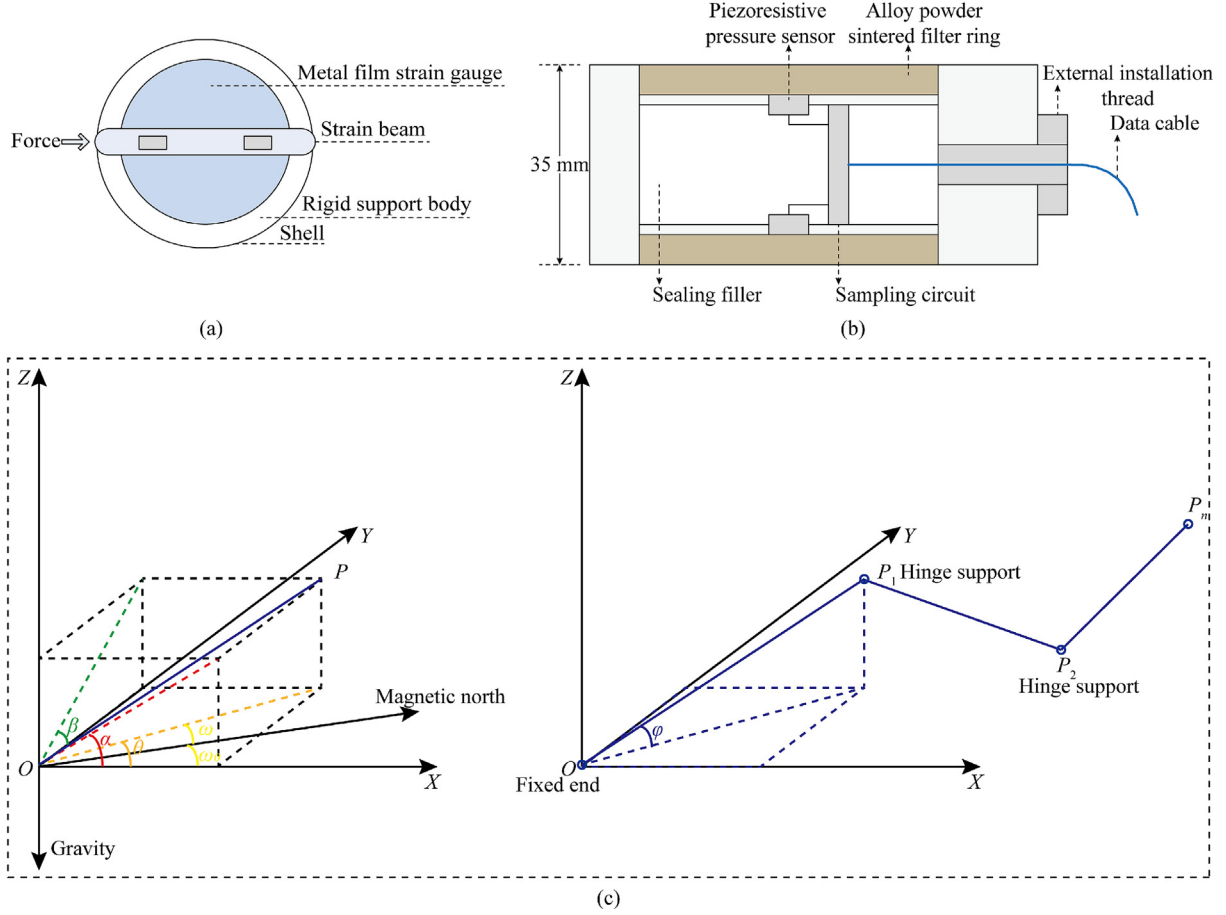 Metal film strain gauge
Force
Strain beam
Rigid support body
Shell
(a)
Piezoresistive
pressure sensor
Alloy powder
sintered filter ring
External installation
thread
Data cable
35 mm
Sealing filler
Sampling circuit
(b)
Z
Y
P
Magnetic north
β
α
θ
ω
ω₀
O
X
Gravity
Z
Y
Pn
P1 Hinge support
P2
Hinge support
φ
O
Fixed end
X
(c)